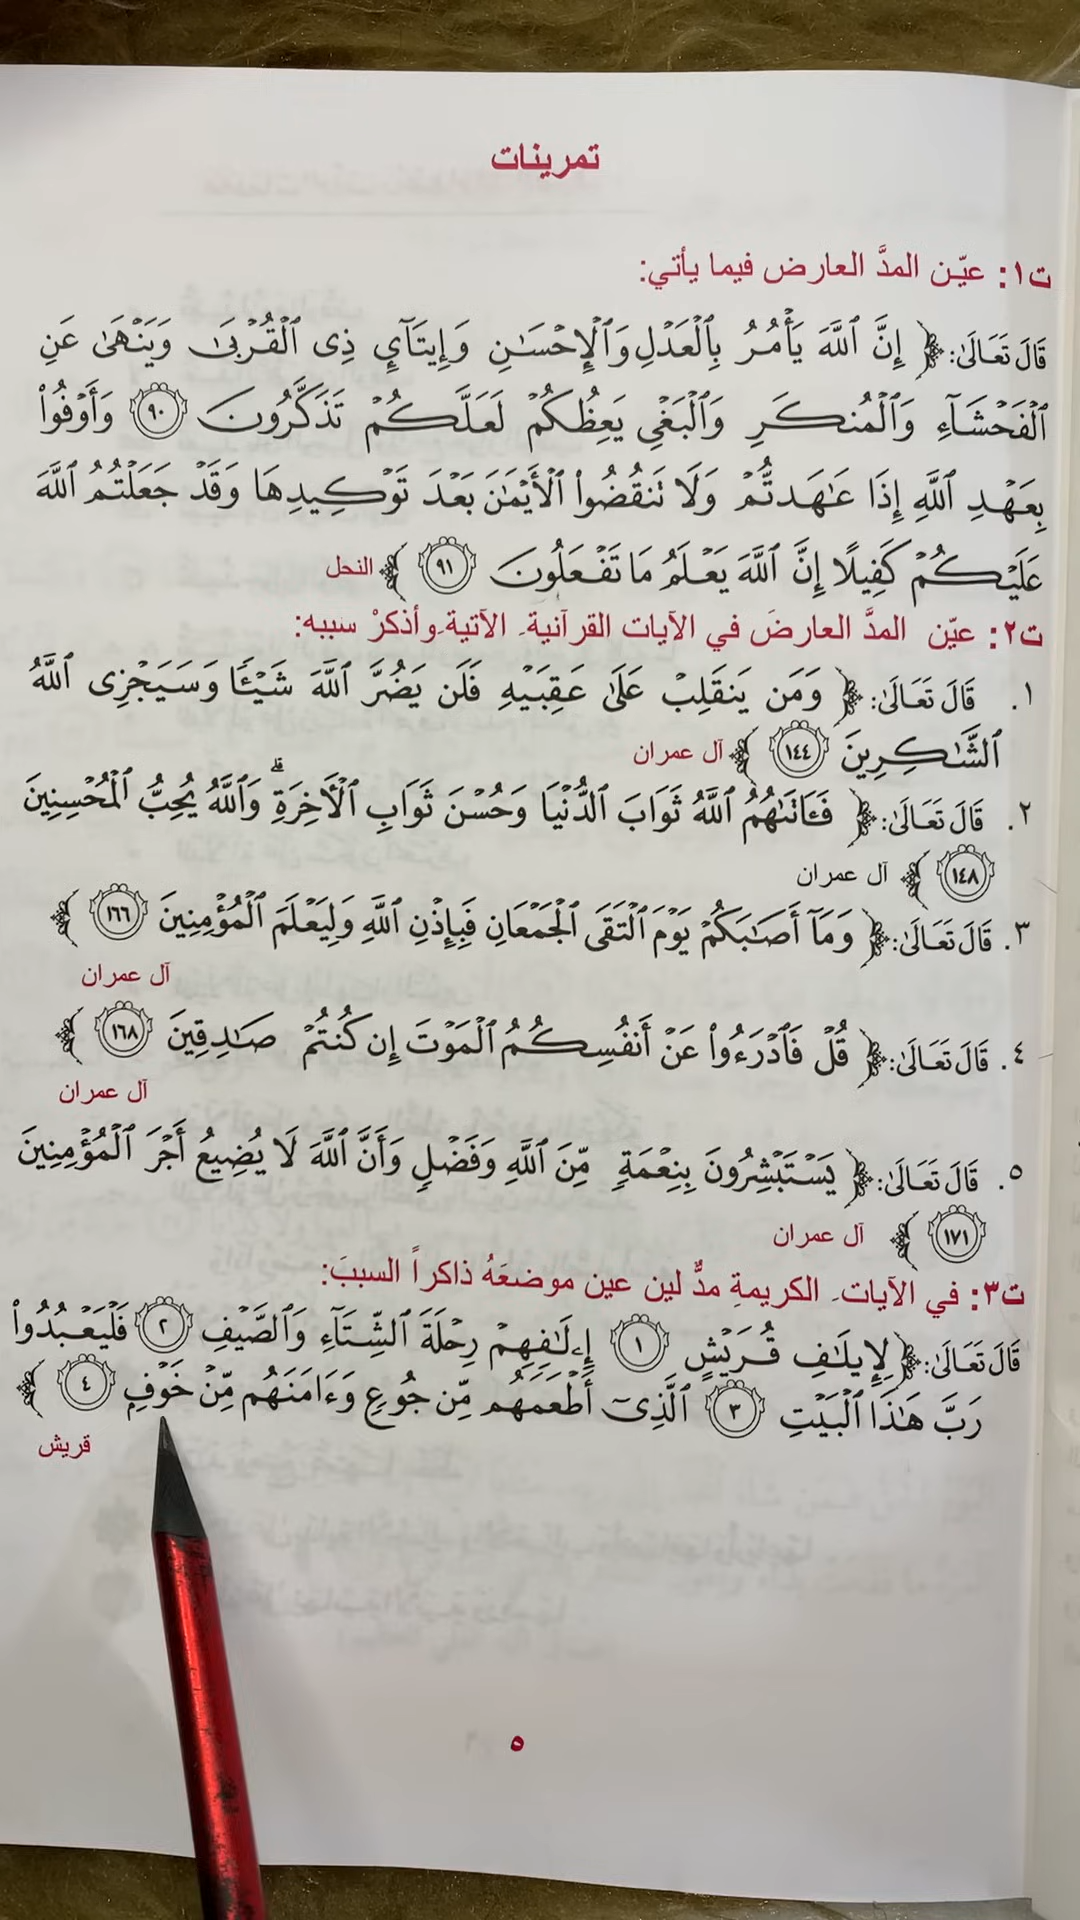 تمرينات
ت١: عيّن المدَّ العارض فيما يأتي:
قَالَ تَعَالَىٰ: ﴿ إِنَّ ٱللَّهَ يَأْمُرُ بِٱلْعَدْلِ وَٱلْإِحْسَـٰنِ وَإِيتَآئِ ذِى ٱلْقُرْبَىٰ وَيَنْهَىٰ عَنِ
ٱلْفَحْشَآءِ وَٱلْمُنكَرِ وَٱلْبَغْىِ يَعِظُكُمْ لَعَلَّكُمْ تَذَكَّرُونَ ٩٠ وَأَوْفُوا۟
بِعَهْدِ ٱللَّهِ إِذَا عَـٰهَدتُّمْ وَلَا تَنقُضُوا۟ ٱلْأَيْمَـٰنَ بَعْدَ تَوْكِيدِهَا وَقَدْ جَعَلْتُمُ ٱللَّهَ
عَلَيْكُمْ كَفِيلًا إِنَّ ٱللَّهَ يَعْلَمُ مَا تَفْعَلُونَ ٩١ ﴾ النحل
ت٢: عيّن المدَّ العارضَ في الآيات القرآنية الآتية وأذكرْ سببه:
١. قَالَ تَعَالَىٰ: ﴿ وَمَن يَنقَلِبْ عَلَىٰ عَقِبَيْهِ فَلَن يَضُرَّ ٱللَّهَ شَيْـًٔا وَسَيَجْزِى ٱللَّهُ
ٱلشَّـٰكِرِينَ ١٤٤ ﴾ آل عمران
٢. قَالَ تَعَالَىٰ: ﴿ فَـَٔاتَىٰهُمُ ٱللَّهُ ثَوَابَ ٱلدُّنْيَا وَحُسْنَ ثَوَابِ ٱلْـَٔاخِرَةِ ۗ وَٱللَّهُ يُحِبُّ ٱلْمُحْسِنِينَ
١٤٨ ﴾ آل عمران
٣. قَالَ تَعَالَىٰ: ﴿ وَمَآ أَصَـٰبَكُمْ يَوْمَ ٱلْتَقَى ٱلْجَمْعَانِ فَبِإِذْنِ ٱللَّهِ وَلِيَعْلَمَ ٱلْمُؤْمِنِينَ ١٦٦ ﴾
آل عمران
٤. قَالَ تَعَالَىٰ: ﴿ قُلْ فَٱدْرَءُوا۟ عَنْ أَنفُسِكُمُ ٱلْمَوْتَ إِن كُنتُمْ صَـٰدِقِينَ ١٦٨ ﴾
آل عمران
٥. قَالَ تَعَالَىٰ: ﴿ يَسْتَبْشِرُونَ بِنِعْمَةٍ مِّنَ ٱللَّهِ وَفَضْلٍ وَأَنَّ ٱللَّهَ لَا يُضِيعُ أَجْرَ ٱلْمُؤْمِنِينَ
١٧١ ﴾ آل عمران
ت٣: في الآيات الكريمةِ مدُّ لين عين موضعَهُ ذاكراً السببَ:
قَالَ تَعَالَىٰ: ﴿ لِإِيلَـٰفِ قُرَيْشٍ ١ إِۦلَـٰفِهِمْ رِحْلَةَ ٱلشِّتَآءِ وَٱلصَّيْفِ ٢ فَلْيَعْبُدُوا۟
رَبَّ هَـٰذَا ٱلْبَيْتِ ٣ ٱلَّذِىٓ أَطْعَمَهُم مِّن جُوعٍ وَءَامَنَهُم مِّنْ خَوْفٍ ٤ ﴾
قريش
٥